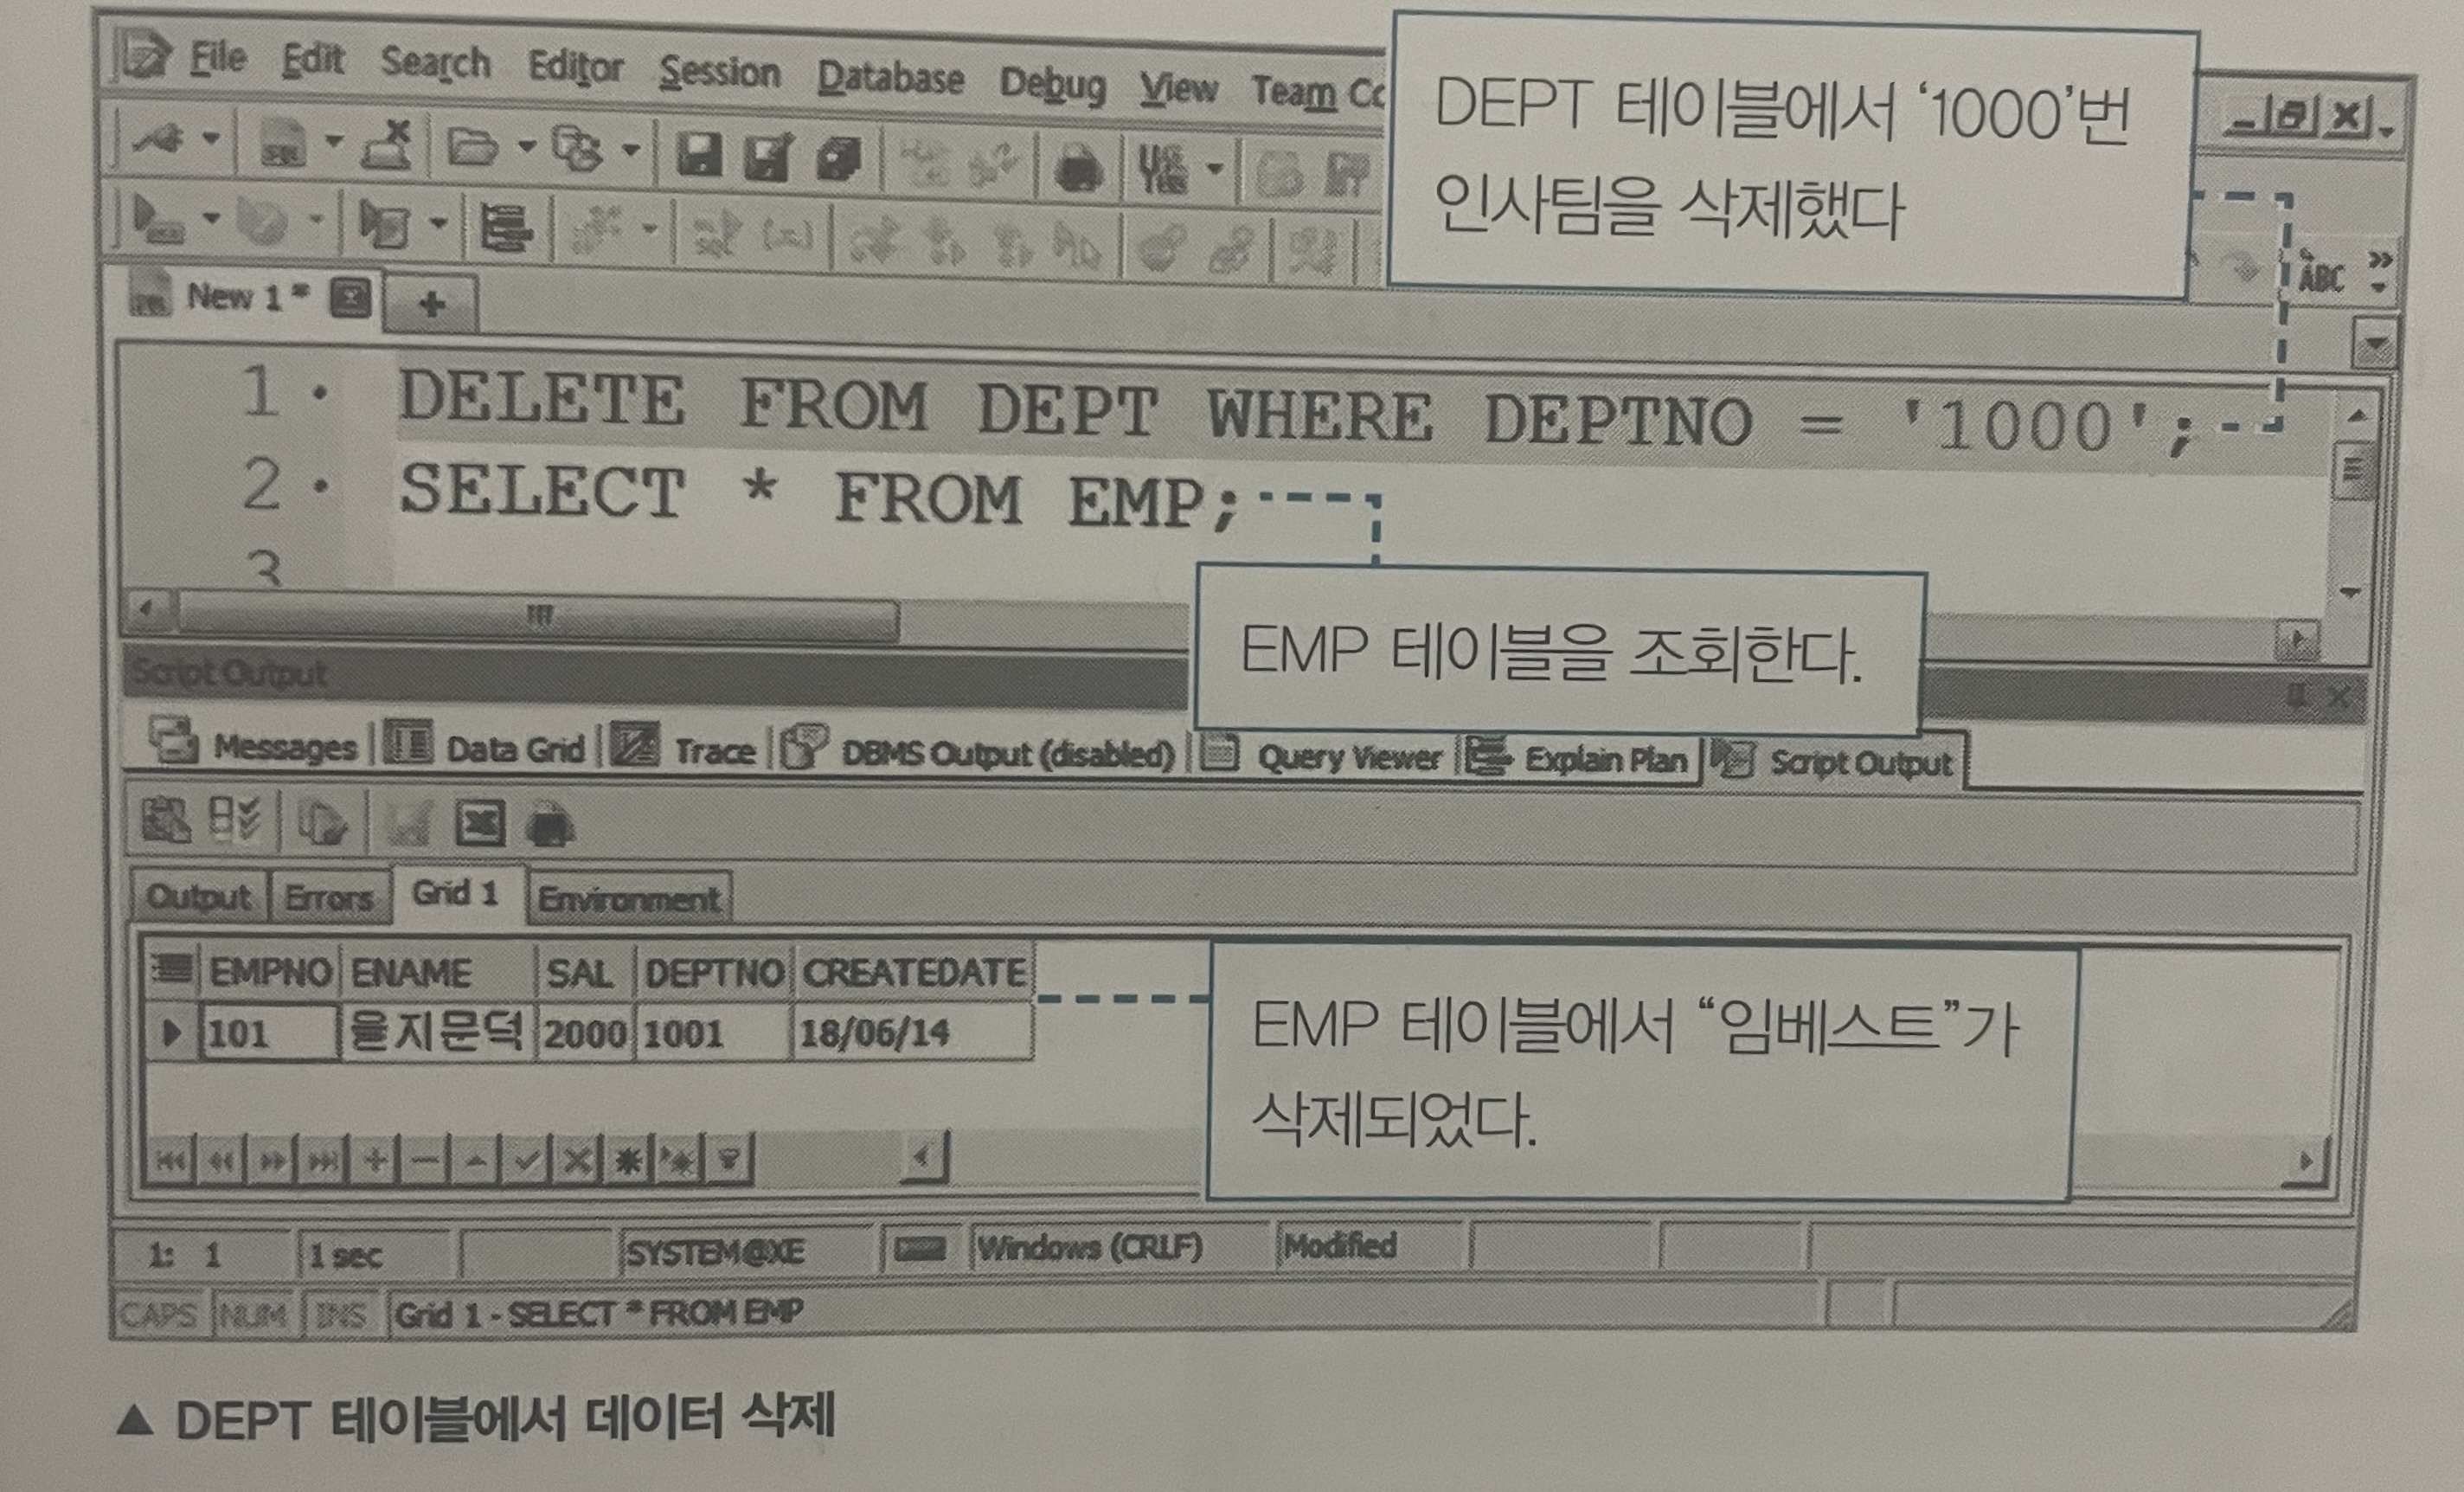 File Edit Search Editor Session Database Debug View Team Co
DEPT 테이블에서 ‘1000’번
인사팀을 삭제했다
ABC
New 1 *
1 DELETE FROM DEPT WHERE DEPTNO = '1000';
2 SELECT * FROM EMP;
3
EMP 테이블을 조회한다.
Script Output
Messages Data Grid Trace DBMS Output (disabled) Query Viewer Explain Plan Script Output
Output Errors Grid 1 Environment
EMPNO ENAME SAL DEPTNO CREATEDATE
101 을지문덕 2000 1001 18/06/14
EMP 테이블에서 “임베스트”가
삭제되었다.
1: 1 1 sec SYSTEM@XE Windows (CRLF) Modified
CAPS NUM INS Grid 1 - SELECT * FROM EMP
▲ DEPT 테이블에서 데이터 삭제